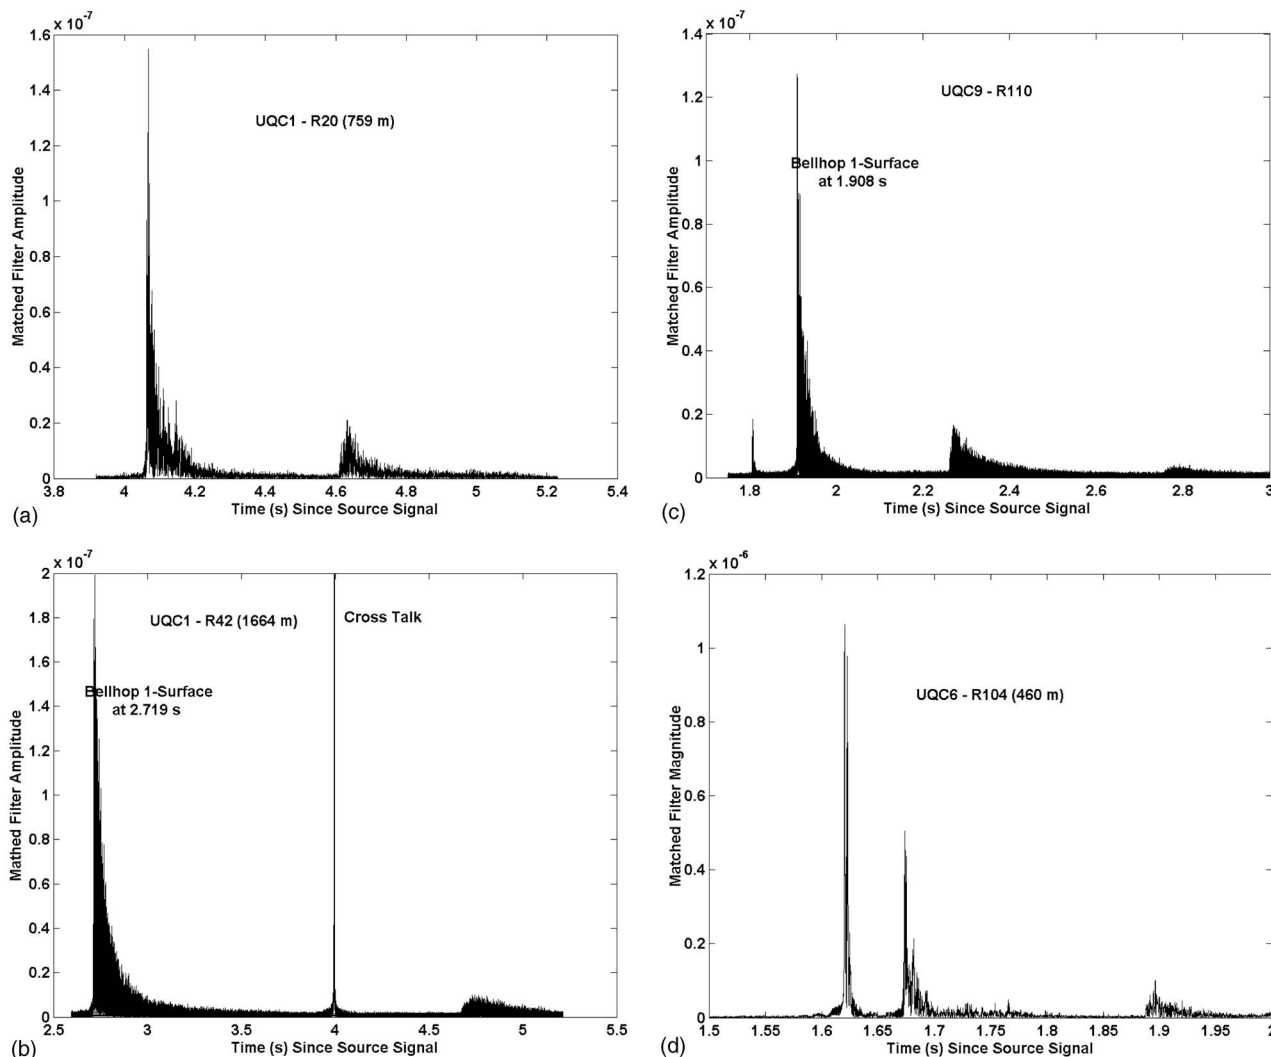 x 10^-7
1.6
1.4
1.2
1
0.8
0.6
0.4
0.2
0
3.8 4 4.2 4.4 4.6 4.8 5 5.2 5.4
Matched Filter Amplitude
UQC1 - R20 (759 m)
Time (s) Since Source Signal
(a)
x 10^-7
1.4
1.2
1
0.8
0.6
0.4
0.2
0
1.8 2 2.2 2.4 2.6 2.8 3
Matched Filter Amplitude
UQC9 - R110
Bellhop 1-Surface
at 1.908 s
Time (s) Since Source Signal
(c)
x 10^-7
2
1.8
1.6
1.4
1.2
1
0.8
0.6
0.4
0.2
0
2.5 3 3.5 4 4.5 5 5.5
Mathed Filter Amplitude
UQC1 - R42 (1664 m)
Cross Talk
Bellhop 1-Surface
at 2.719 s
Time (s) Since Source Signal
(b)
x 10^-6
1.2
1
0.8
0.6
0.4
0.2
0
1.5 1.55 1.6 1.65 1.7 1.75 1.8 1.85 1.9 1.95 2
Matched Filter Magnitude
UQC6 - R104 (460 m)
Time (s) Since Source Signal
(d)